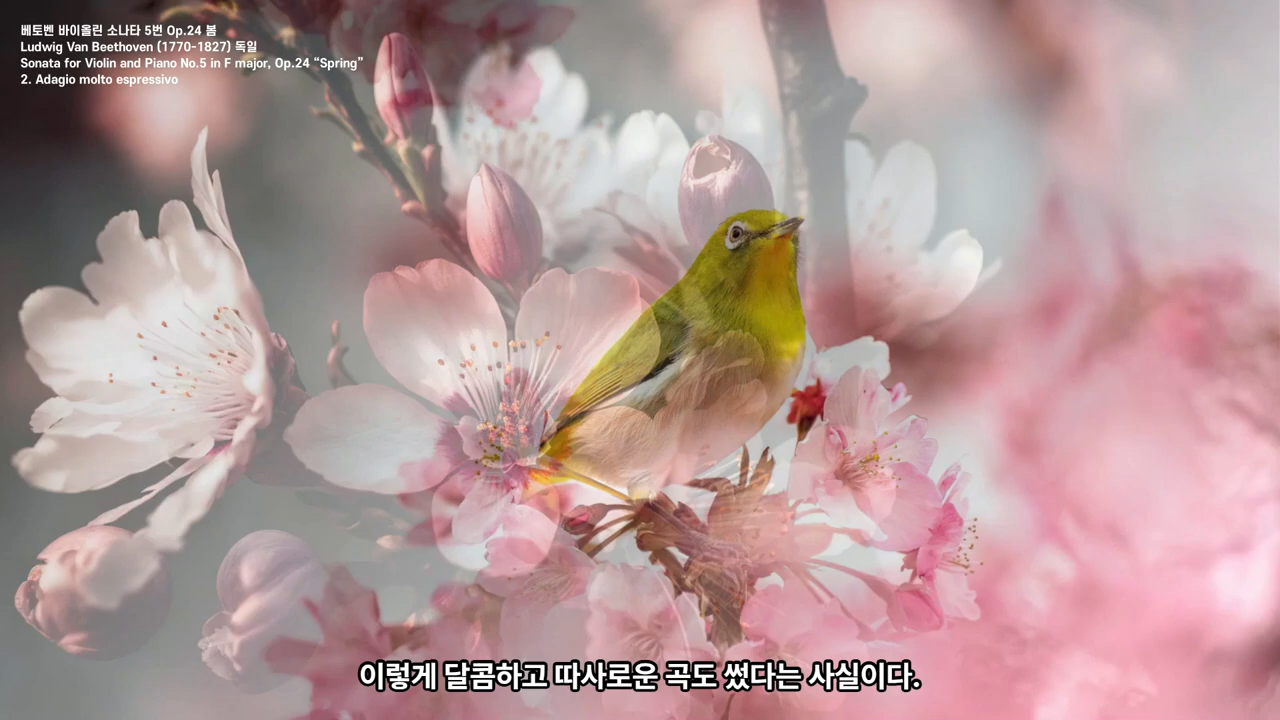 베토벤 바이올린 소나타 5번 Op.24 봄
Ludwig Van Beethoven (1770-1827) 독일
Sonata for Violin and Piano No.5 in F major, Op.24 “Spring”
2. Adagio molto espressivo
이렇게 달콤하고 따사로운 곡도 썼다는 사실이다.